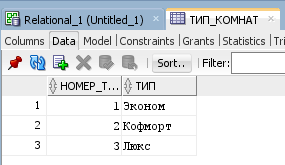 Relational_1 (Untitled_1)
ТИП_КОМНАТ
Columns Data Model Constraints Grants Statistics
Sort.. Filter:
НОМЕР_Т... ТИП
1 1 Эконом
2 2 Кофморт
3 3 Люкс